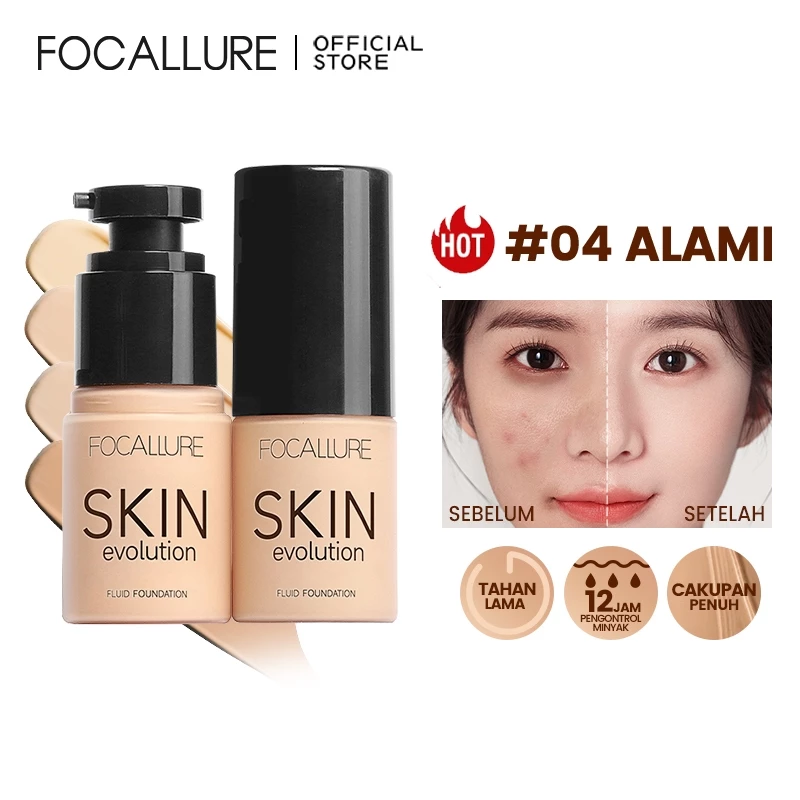 FOCALLURE | OFFICIAL STORE
HOT #04 ALAMI
SEBELUM
SETELAH
FOCALLURE
SKIN
evolution
FLUID FOUNDATION
FOCALLURE
SKIN
evolution
FLUID FOUNDATION
TAHAN
LAMA
12 JAM
PENGONTROL
MINYAK
CAKUPAN
PENUH